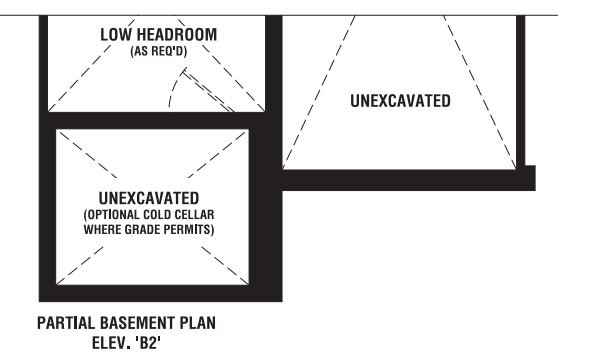 LOW HEADROOM
(AS REQ'D)
UNEXCAVATED
UNEXCAVATED
(OPTIONAL COLD CELLAR
WHERE GRADE PERMITS)
PARTIAL BASEMENT PLAN
ELEV. 'B2'